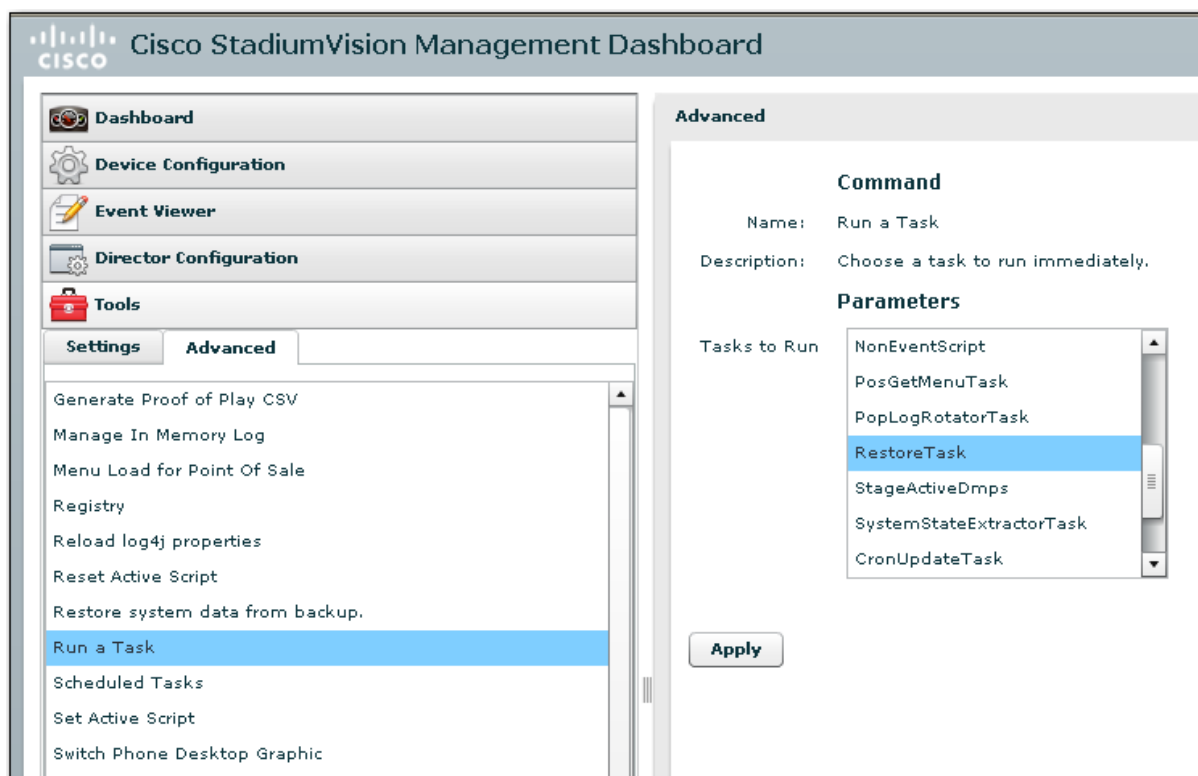 CISCO
Cisco StadiumVision Management Dashboard
Dashboard
Device Configuration
Event Viewer
Director Configuration
Tools
Settings
Advanced
Generate Proof of Play CSV
Manage In Memory Log
Menu Load for Point Of Sale
Registry
Reload log4j properties
Reset Active Script
Restore system data from backup.
Run a Task
Scheduled Tasks
Set Active Script
Switch Phone Desktop Graphic
Advanced
Command
Name: Run a Task
Description: Choose a task to run immediately.
Parameters
Tasks to Run
NonEventScript
PosGetMenuTask
PopLogRotatorTask
RestoreTask
StageActiveDmps
SystemStateExtractorTask
CronUpdateTask
Apply